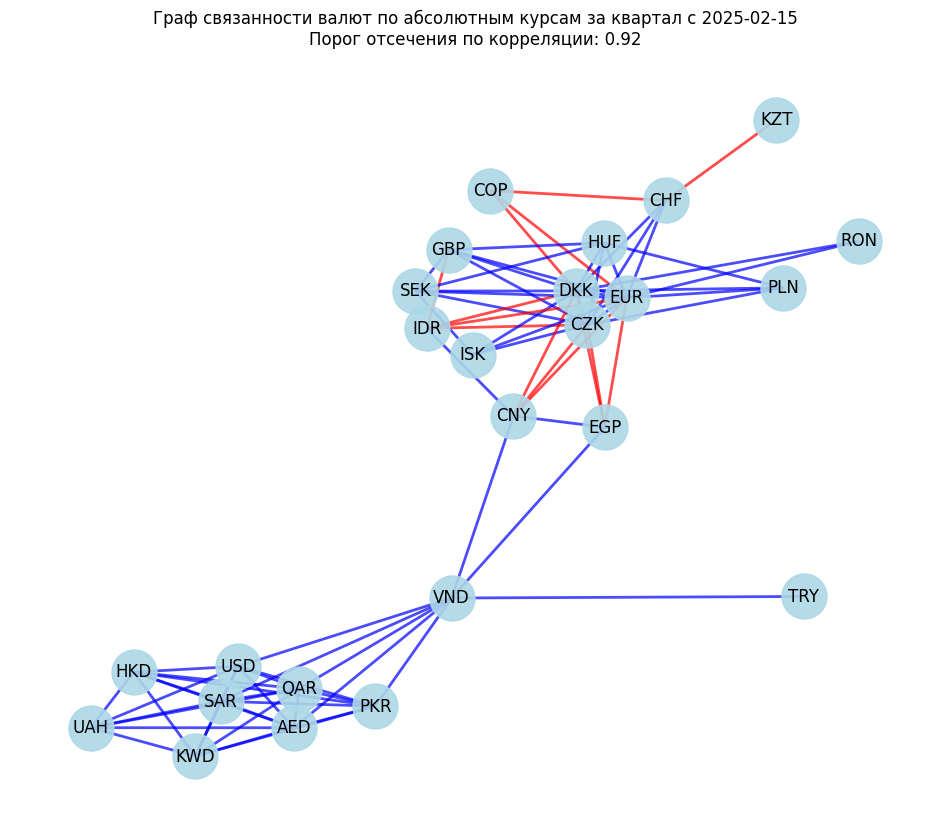 Граф связанности валют по абсолютным курсам за квартал с 2025-02-15
Порог отсечения по корреляции: 0.92
KZT
COP
CHF
HUF
RON
GBP
SEK
DKK
EUR
PLN
IDR
CZK
ISK
CNY
EGP
VND
TRY
HKD
USD
QAR
SAR
PKR
UAH
AED
KWD